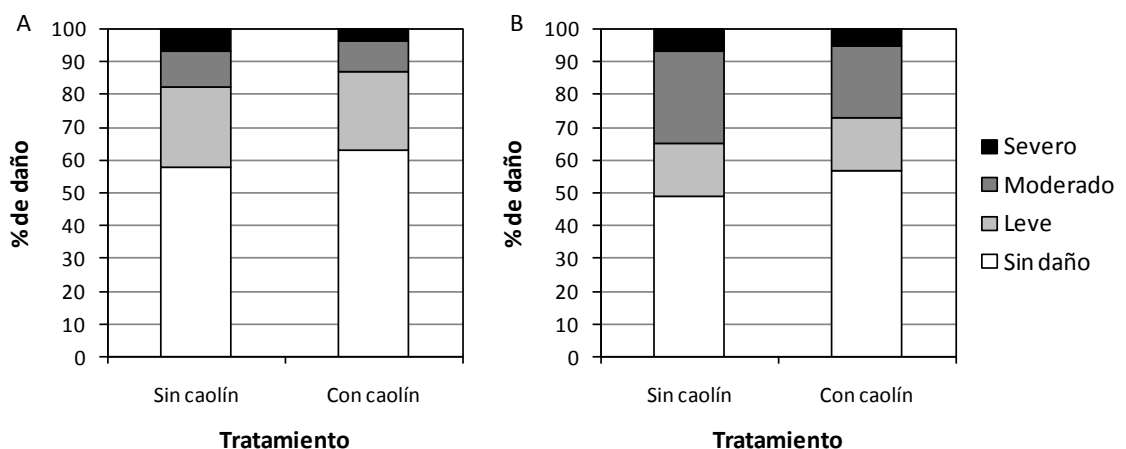 A
% de daño
100
90
80
70
60
50
40
30
20
10
0
Sin caolín Con caolín
Tratamiento
B
% de daño
100
90
80
70
60
50
40
30
20
10
0
Sin caolín Con caolín
Tratamiento
Severo
Moderado
Leve
Sin daño